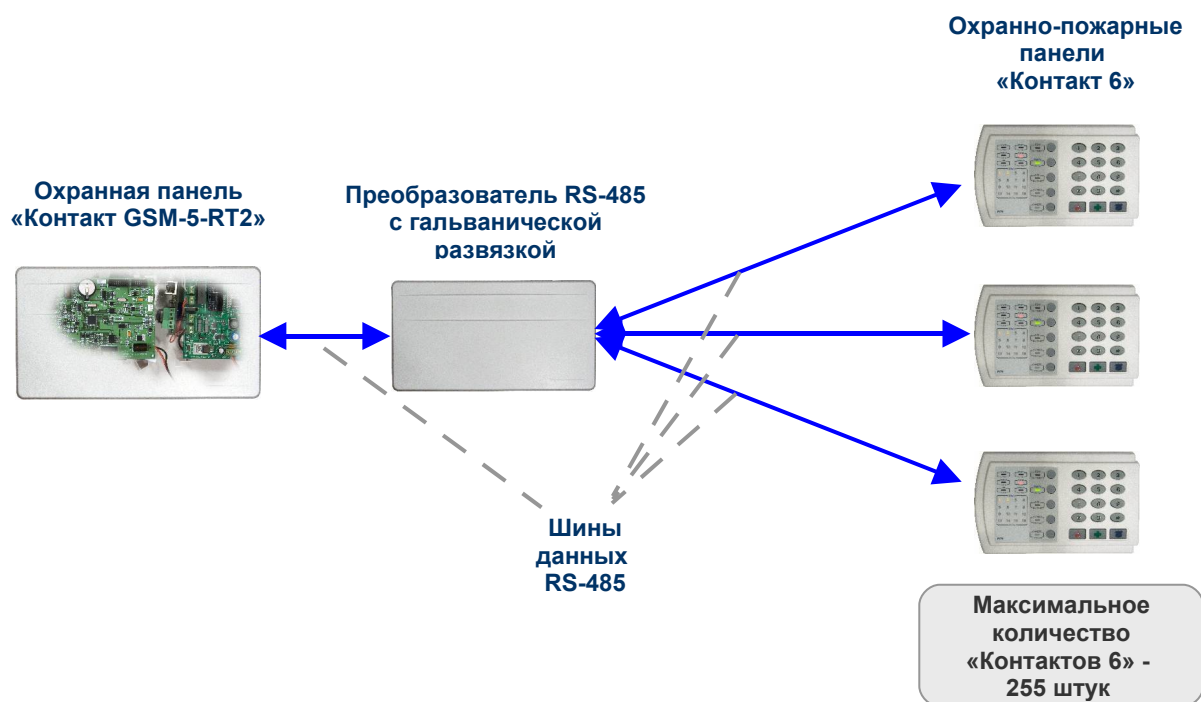 Охранно-пожарные
панели
«Контакт 6»
Охранная панель
«Контакт GSM-5-RT2»
Преобразователь RS-485
с гальванической
развязкой
Шины
данных
RS-485
Максимальное
количество
«Контактов 6» -
255 штук